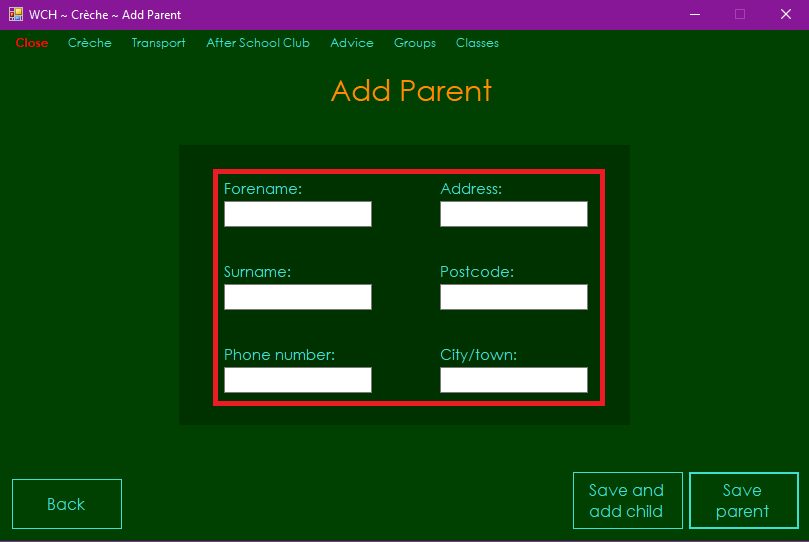 WCH ~ Crèche ~ Add Parent
Close Crèche Transport After School Club Advice Groups Classes
Add Parent
Forename: Address:
Surname: Postcode:
Phone number: City/town:
Back
Save and
add child
Save
parent